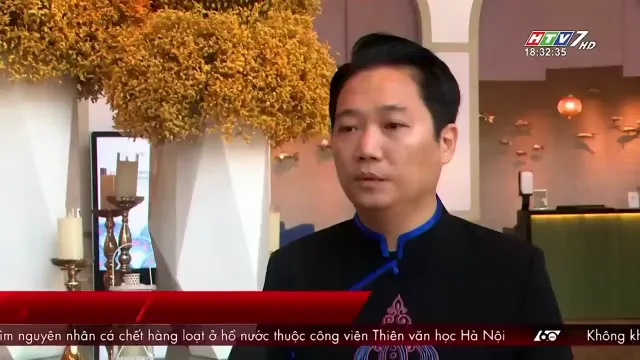 HTV7 HD
18:32:35
ìm nguyên nhân cá chết hàng loạt ở hồ nước thuộc công viên Thiên văn học Hà Nội 60 Không k